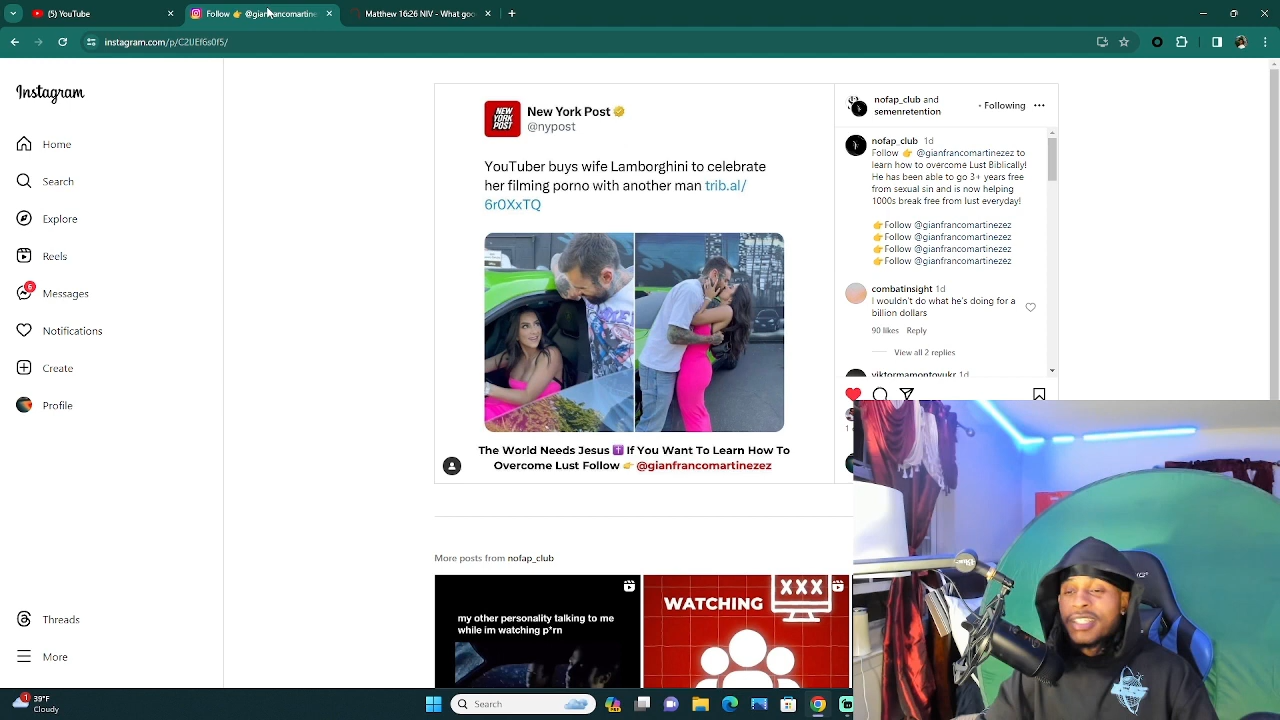 (5) YouTube
Follow 👉 @gianfrancomartine
Matthew 16:26 NIV - What goo
instagram.com/p/C2UEf6s0f5/
Instagram
Home
Search
Explore
Reels
6
Messages
Notifications
Create
Profile
Threads
More
NEW
YORK
POST
New York Post
@nypost
YouTuber buys wife Lamborghini to celebrate
her filming porno with another man trib.al/
6r0XxTQ
The World Needs Jesus ✝️ If You Want To Learn How To
Overcome Lust Follow 👉 @gianfrancomartinezez
nofap_club and
semenretention
• Following
nofap_club 1d
Follow 👉 @gianfrancomartinezez to
learn how to overcome Lust Biblically!
He has been able to go 3+ years free
from sexual sin and is now helping
1000s break free from lust everyday!
👉Follow @gianfrancomartinezez
👉Follow @gianfrancomartinezez
👉Follow @gianfrancomartinezez
👉Follow @gianfrancomartinezez
combatinsight 1d
I wouldn't do what he's doing for a
billion dollars
90 likes Reply
View all 2 replies
More posts from nofap_club
my other personality talking to me
while im watching p*rn
WATCHING
XXX
1
39°F
Cloudy
Search